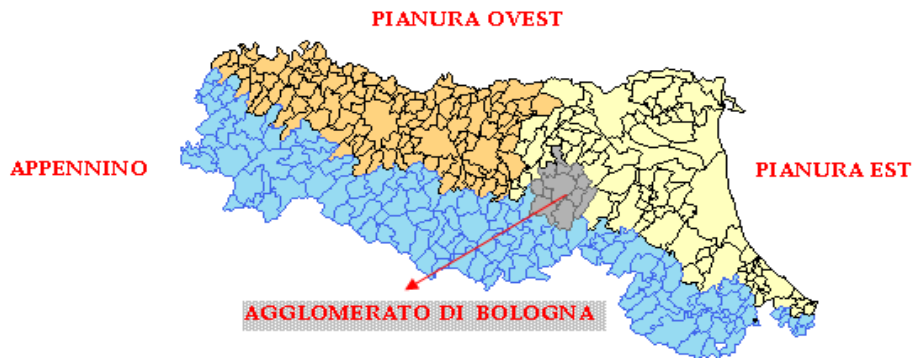 PIANURA OVEST
APPENNINO
PIANURA EST
AGGLOMERATO DI BOLOGNA